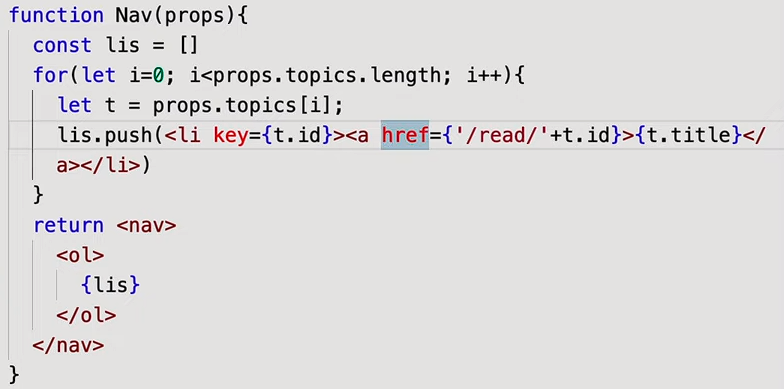 function Nav(props){
const lis = []
for(let i=0; i<props.topics.length; i++){
let t = props.topics[i];
lis.push(<li key={t.id}><a href={'/read/'+t.id}>{t.title}</
a></li>)
}
return <nav>
<ol>
{lis}
</ol>
</nav>
}